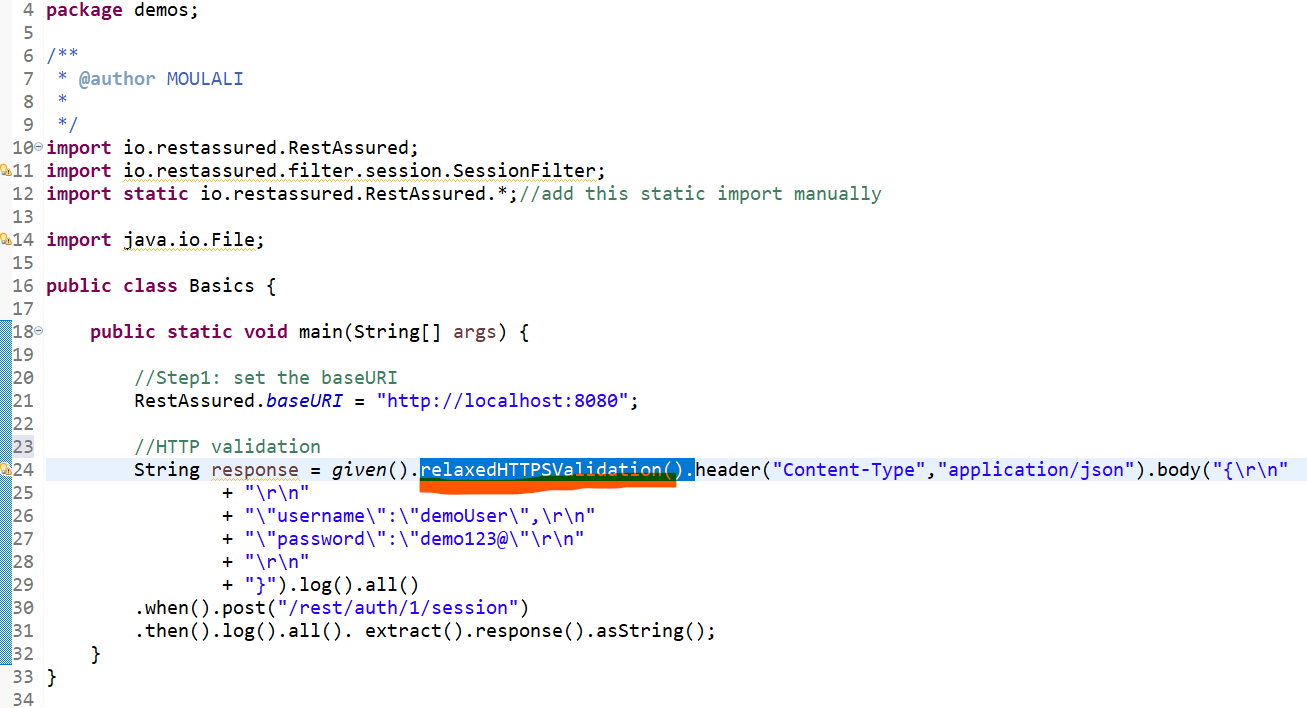 4 package demos;
5
6 /**
7  * @author MOULALI
8  *
9  */
10 import io.restassured.RestAssured;
11 import io.restassured.filter.session.SessionFilter;
12 import static io.restassured.RestAssured.*;//add this static import manually
13
14 import java.io.File;
15
16 public class Basics {
17
18     public static void main(String[] args) {
19
20         //Step1: set the baseURI
21         RestAssured.baseURI = "http://localhost:8080";
22
23         //HTTP validation
24         String response = given().relaxedHTTPSValidation().header("Content-Type","application/json").body("{\r\n"
25                 + "\r\n"
26                 + "\"username\":\"demoUser\",\r\n"
27                 + "\"password\":\"demo123@\"\r\n"
28                 + "\r\n"
29                 + "}").log().all()
30         .when().post("/rest/auth/1/session")
31         .then().log().all(). extract().response().asString();
32     }
33 }
34